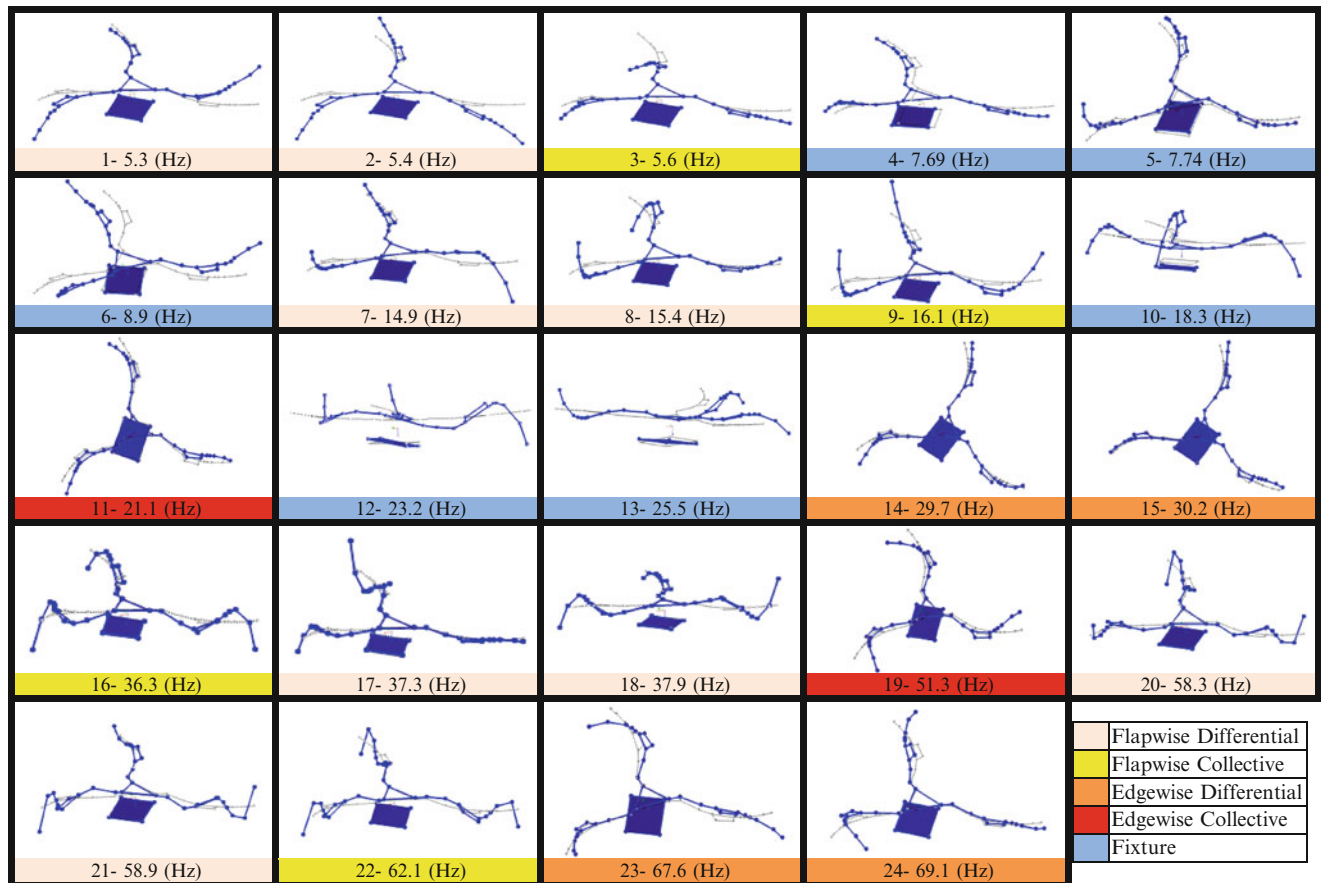 1- 5.3 (Hz)
2- 5.4 (Hz)
3- 5.6 (Hz)
4- 7.69 (Hz)
5- 7.74 (Hz)
6- 8.9 (Hz)
7- 14.9 (Hz)
8- 15.4 (Hz)
9- 16.1 (Hz)
10- 18.3 (Hz)
11- 21.1 (Hz)
12- 23.2 (Hz)
13- 25.5 (Hz)
14- 29.7 (Hz)
15- 30.2 (Hz)
16- 36.3 (Hz)
17- 37.3 (Hz)
18- 37.9 (Hz)
19- 51.3 (Hz)
20- 58.3 (Hz)
21- 58.9 (Hz)
22- 62.1 (Hz)
23- 67.6 (Hz)
24- 69.1 (Hz)
Flapwise Differential
Flapwise Collective
Edgewise Differential
Edgewise Collective
Fixture